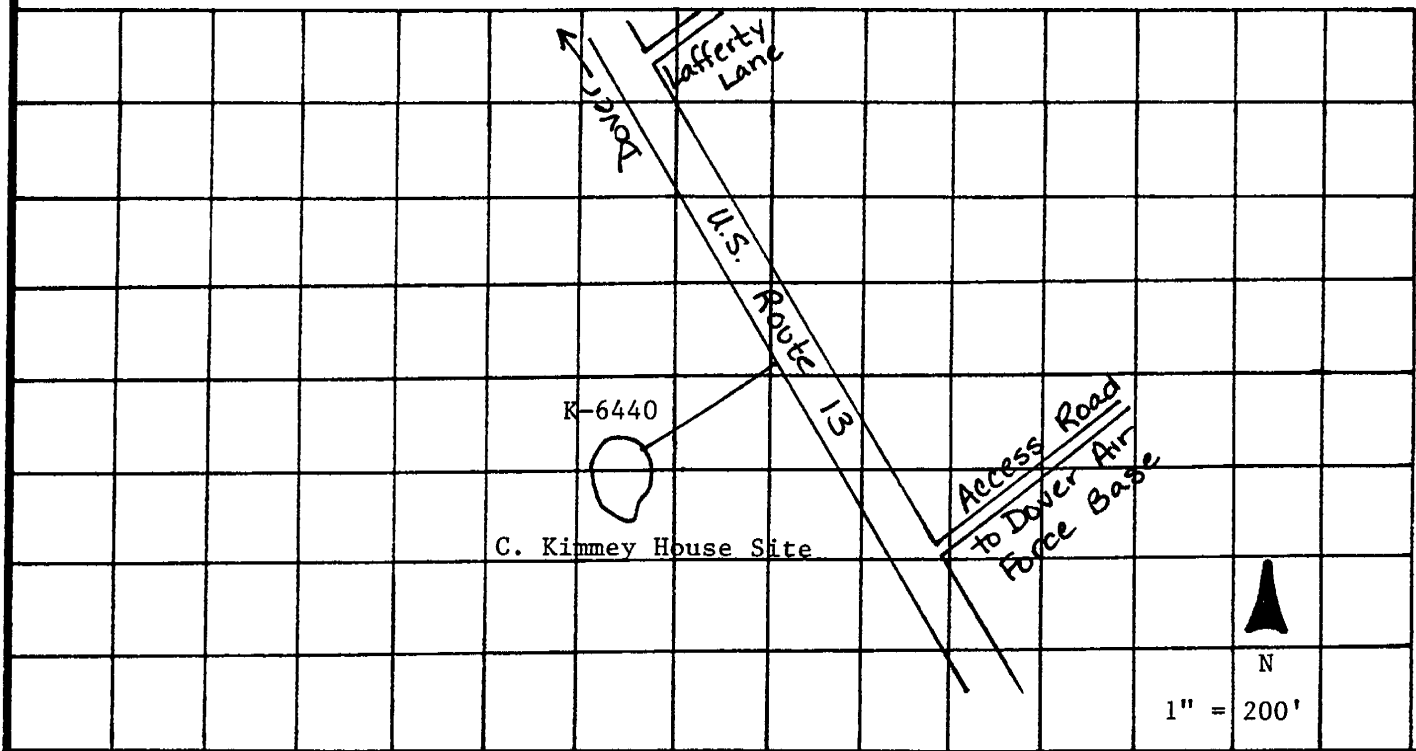 Lafferty
Lane
Dover
U.S. Route 13
K-6440
Access Road
to Dover Air
Force Base
C. Kimmey House Site
N
1" = 200'